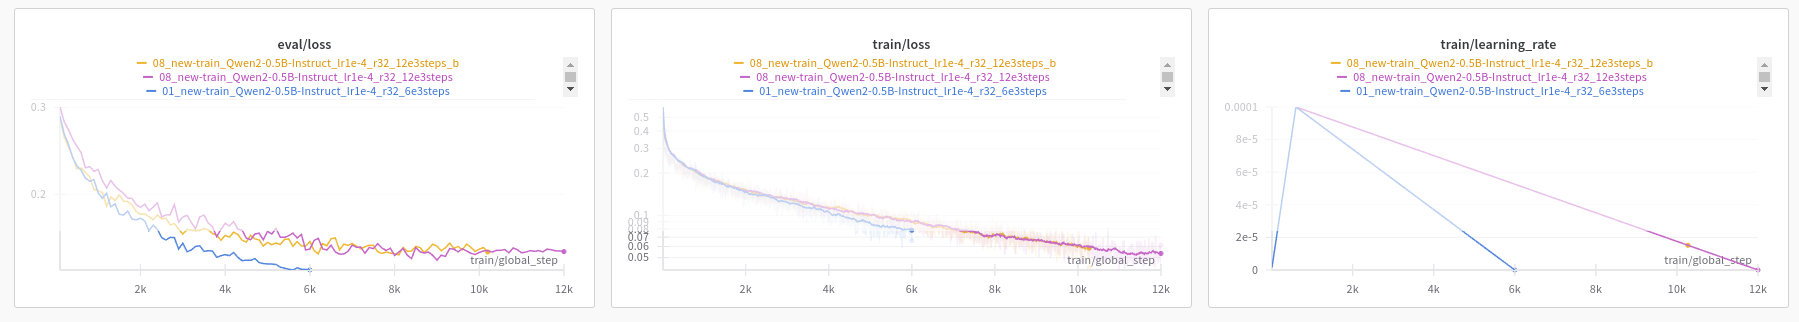 eval/loss
08_new-train_Qwen2-0.5B-Instruct_lr1e-4_r32_12e3steps_b
08_new-train_Qwen2-0.5B-Instruct_lr1e-4_r32_12e3steps
01_new-train_Qwen2-0.5B-Instruct_lr1e-4_r32_6e3steps
0.3
0.2
train/global_step
2k 4k 6k 8k 10k 12k
train/loss
08_new-train_Qwen2-0.5B-Instruct_lr1e-4_r32_12e3steps_b
08_new-train_Qwen2-0.5B-Instruct_lr1e-4_r32_12e3steps
01_new-train_Qwen2-0.5B-Instruct_lr1e-4_r32_6e3steps
0.5
0.4
0.3
0.2
0.1
0.09
0.07
0.06
0.05
train/global_step
2k 4k 6k 8k 10k 12k
train/learning_rate
08_new-train_Qwen2-0.5B-Instruct_lr1e-4_r32_12e3steps_b
08_new-train_Qwen2-0.5B-Instruct_lr1e-4_r32_12e3steps
01_new-train_Qwen2-0.5B-Instruct_lr1e-4_r32_6e3steps
0.0001
8e-5
6e-5
4e-5
2e-5
0
train/global_step
2k 4k 6k 8k 10k 12k